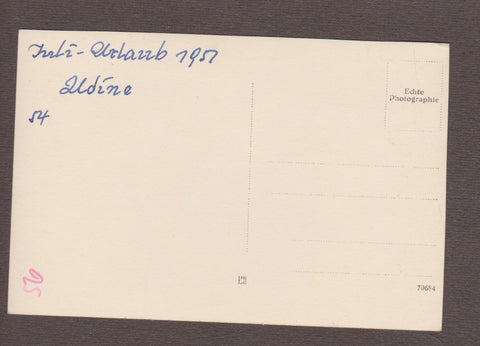 Juli-Urlaub 1951
Udine
54
Echte
Photographie
70684